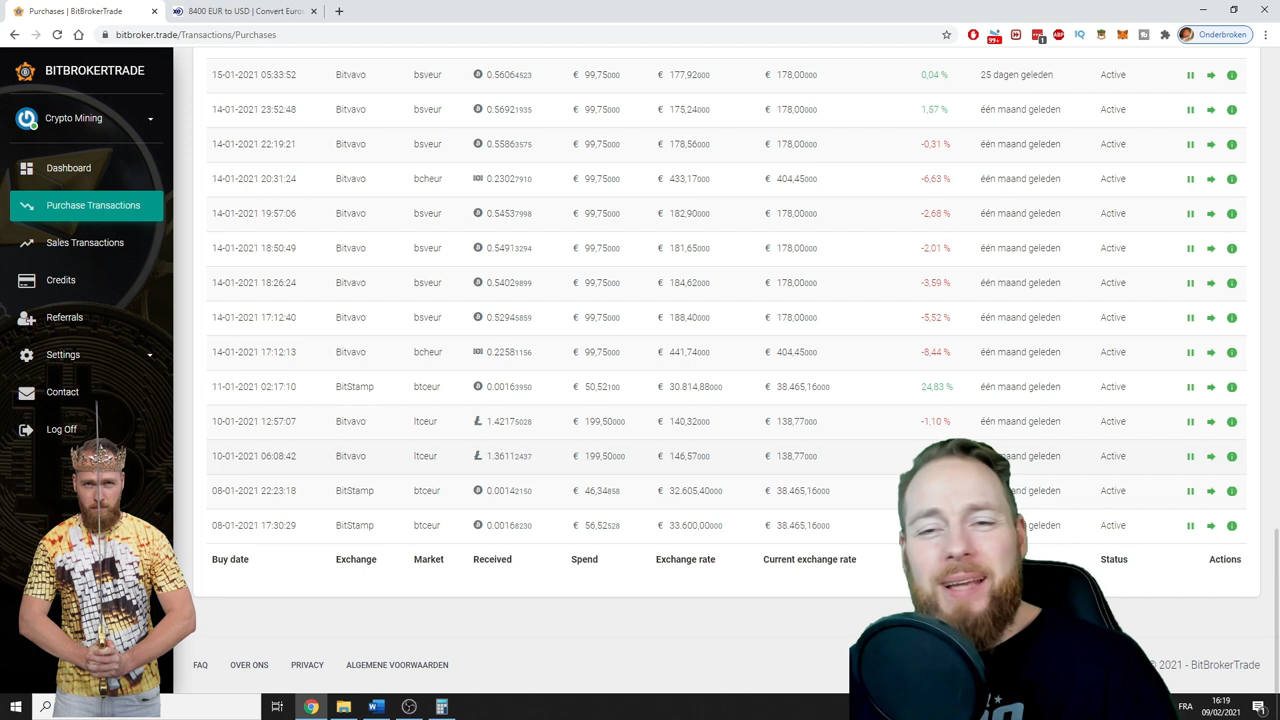 Purchases | BitBrokerTrade
8400 EUR to USD | Convert Euro
bitbroker.trade/Transactions/Purchases
99+
1
ABP
IQ
Onderbroken
BITBROKERTRADE
Crypto Mining
Dashboard
Purchase Transactions
Sales Transactions
Credits
Referrals
Settings
Contact
Log Off
15-01-2021 05:33:52 Bitvavo bsveur 0.56064523 € 99,75000 € 177,92000 € 178,00000 0,04 % 25 dagen geleden Active
14-01-2021 23:52:48 Bitvavo bsveur 0.56921935 € 99,75000 € 175,24000 € 178,00000 1,57 % één maand geleden Active
14-01-2021 22:19:21 Bitvavo bsveur 0.55863575 € 99,75000 € 178,56000 € 178,00000 -0,31 % één maand geleden Active
14-01-2021 20:31:24 Bitvavo bcheur 0.23027910 € 99,75000 € 433,17000 € 404,45000 -6,63 % één maand geleden Active
14-01-2021 19:57:06 Bitvavo bsveur 0.54537998 € 99,75000 € 182,90000 € 178,00000 -2,68 % één maand geleden Active
14-01-2021 18:50:49 Bitvavo bsveur 0.54913294 € 99,75000 € 181,65000 € 178,00000 -2,01 % één maand geleden Active
14-01-2021 18:26:24 Bitvavo bsveur 0.54029899 € 99,75000 € 184,62000 € 178,00000 -3,59 % één maand geleden Active
14-01-2021 17:12:40 Bitvavo bsveur 0.52945859 € 99,75000 € 188,40000 € 178,00000 -5,52 % één maand geleden Active
14-01-2021 17:12:13 Bitvavo bcheur 0.22581156 € 99,75000 € 441,74000 € 404,45000 -8,44 % één maand geleden Active
11-01-2021 02:17:10 BitStamp btceur 0.00163950 € 50,52100 € 30.814,88000 € 38.465,16000 24,83 % één maand geleden Active
10-01-2021 12:57:07 Bitvavo ltceur 1.42175028 € 199,50000 € 140,32000 € 138,77000 -1,10 % één maand geleden Active
10-01-2021 06:08:42 Bitvavo ltceur 1.36112437 € 199,50000 € 146,57000 € 138,77000 geleden Active
08-01-2021 22:23:18 BitStamp btceur 0.00142150 € 46,34858 € 32.605,40000 € 38.465,16000 geleden Active
08-01-2021 17:30:29 BitStamp btceur 0.00168230 € 56,52528 € 33.600,00000 € 38.465,16000 geleden Active
Buy date Exchange Market Received Spend Exchange rate Current exchange rate Status Actions
FAQ OVER ONS PRIVACY ALGEMENE VOORWAARDEN
© 2021 - BitBrokerTrade
FRA
16:19
09/02/2021